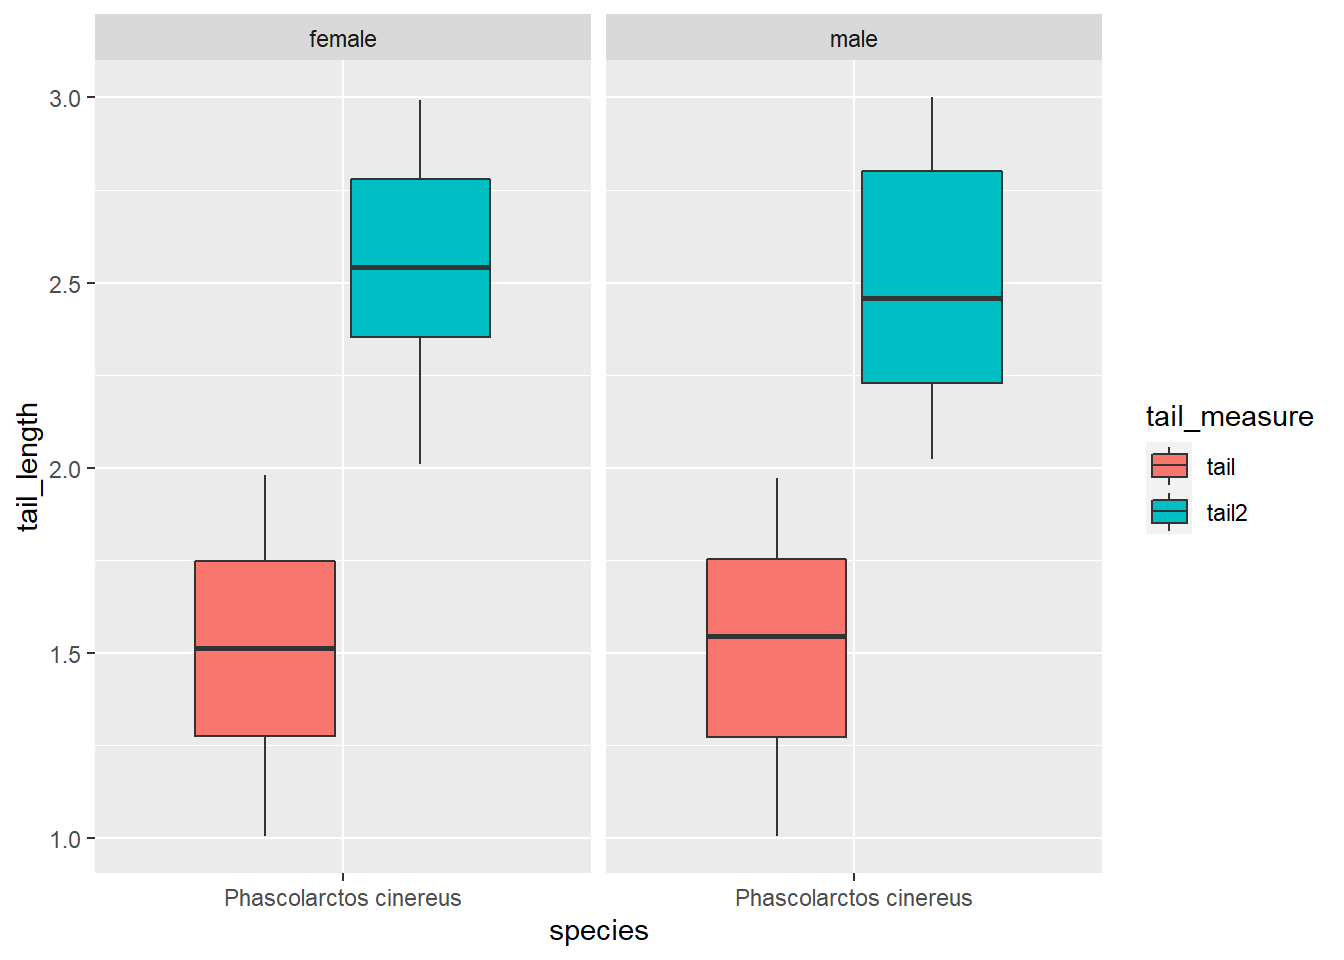 female
male
3.0
2.5
2.0
1.5
1.0
tail_length
Phascolarctos cinereus
Phascolarctos cinereus
species
tail_measure
tail
tail2